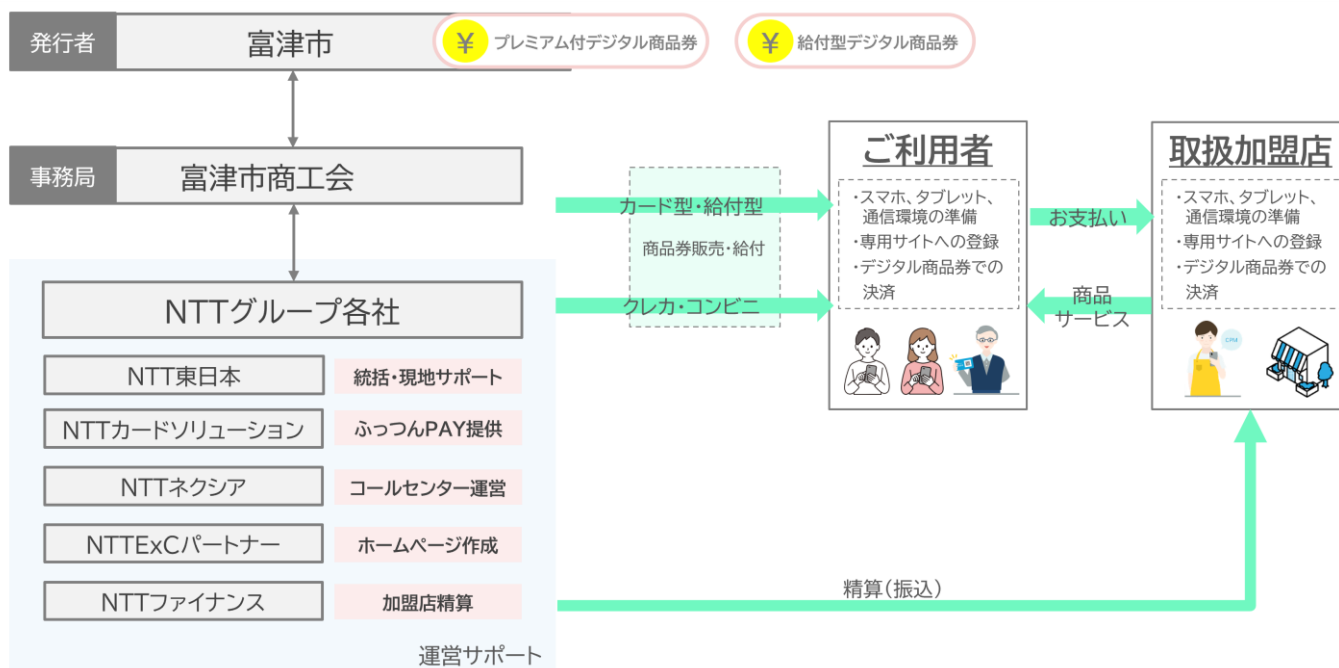 発行者
富津市
¥
プレミアム付デジタル商品券
¥
給付型デジタル商品券
事務局
富津市商工会
NTTグループ各社
NTT東日本
統括・現地サポート
NTTカードソリューション
ふっつんPAY提供
NTTネクシア
コールセンター運営
NTTExCパートナー
ホームページ作成
NTTファイナンス
加盟店精算
運営サポート
カード型・給付型
商品券販売・給付
クレカ・コンビニ
ご利用者
・スマホ、タブレット、
通信環境の準備
・専用サイトへの登録
・デジタル商品券での
決済
お支払い
商品
サービス
取扱加盟店
・スマホ、タブレット、
通信環境の準備
・専用サイトへの登録
・デジタル商品券での
決済
CPM
精算(振込)